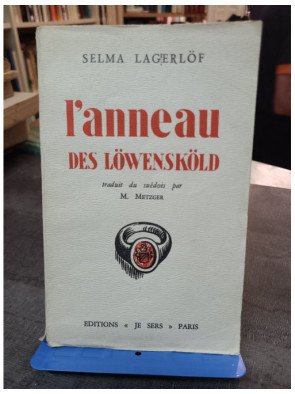 SELMA LAGERLÖF
l'anneau
DES LÖWENSKÖLD
traduit du suédois par
M. METZGER
EDITIONS « JE SERS » PARIS